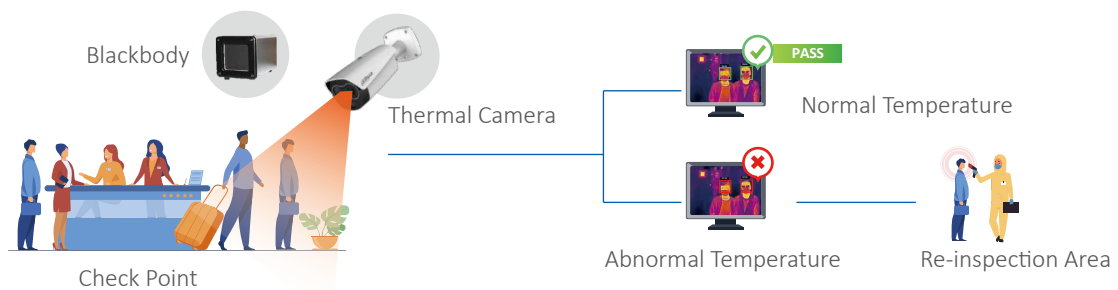 Blackbody
Thermal Camera
Check Point
PASS
Normal Temperature
Abnormal Temperature
Re-inspection Area